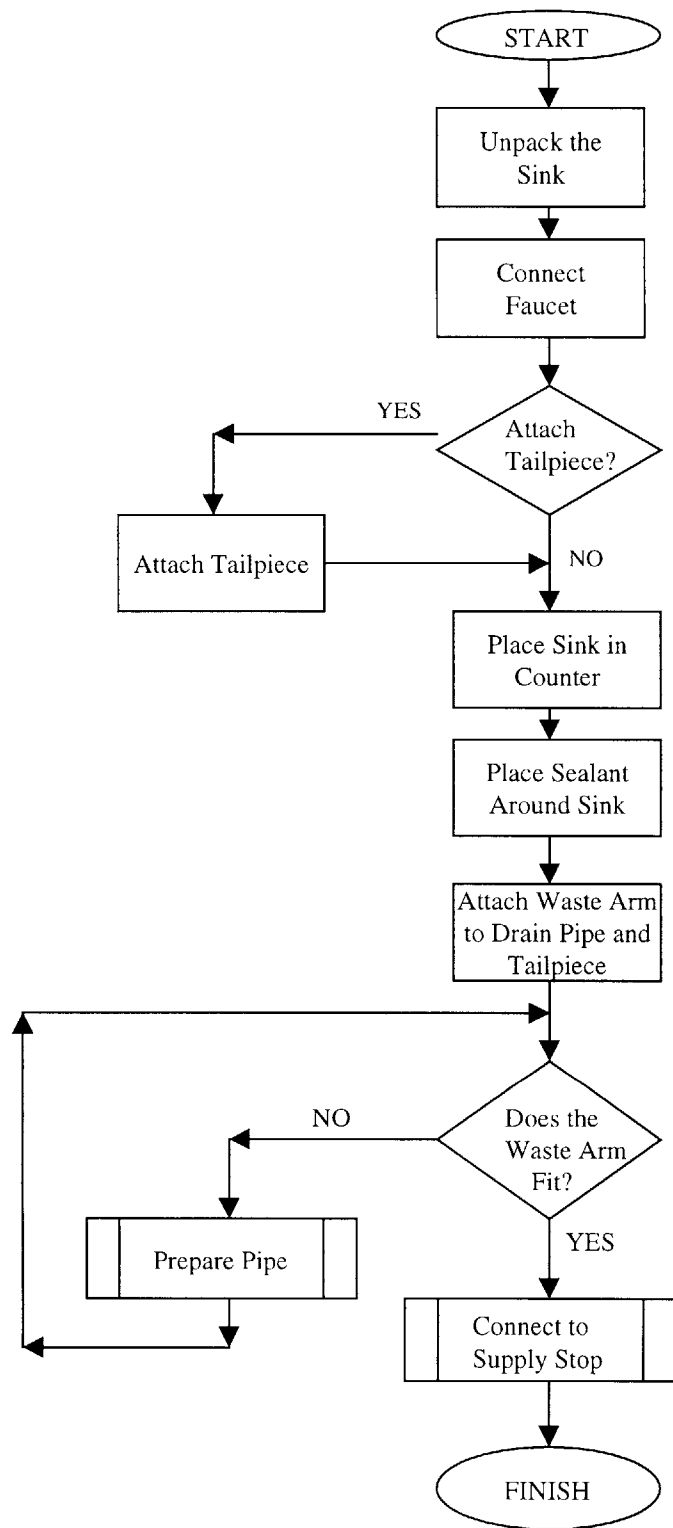 START
Unpack the
Sink
Connect
Faucet
YES
Attach
Tailpiece?
Attach Tailpiece
NO
Place Sink in
Counter
Place Sealant
Around Sink
Attach Waste Arm
to Drain Pipe and
Tailpiece
NO
Does the
Waste Arm
Fit?
YES
Prepare Pipe
Connect to
Supply Stop
FINISH